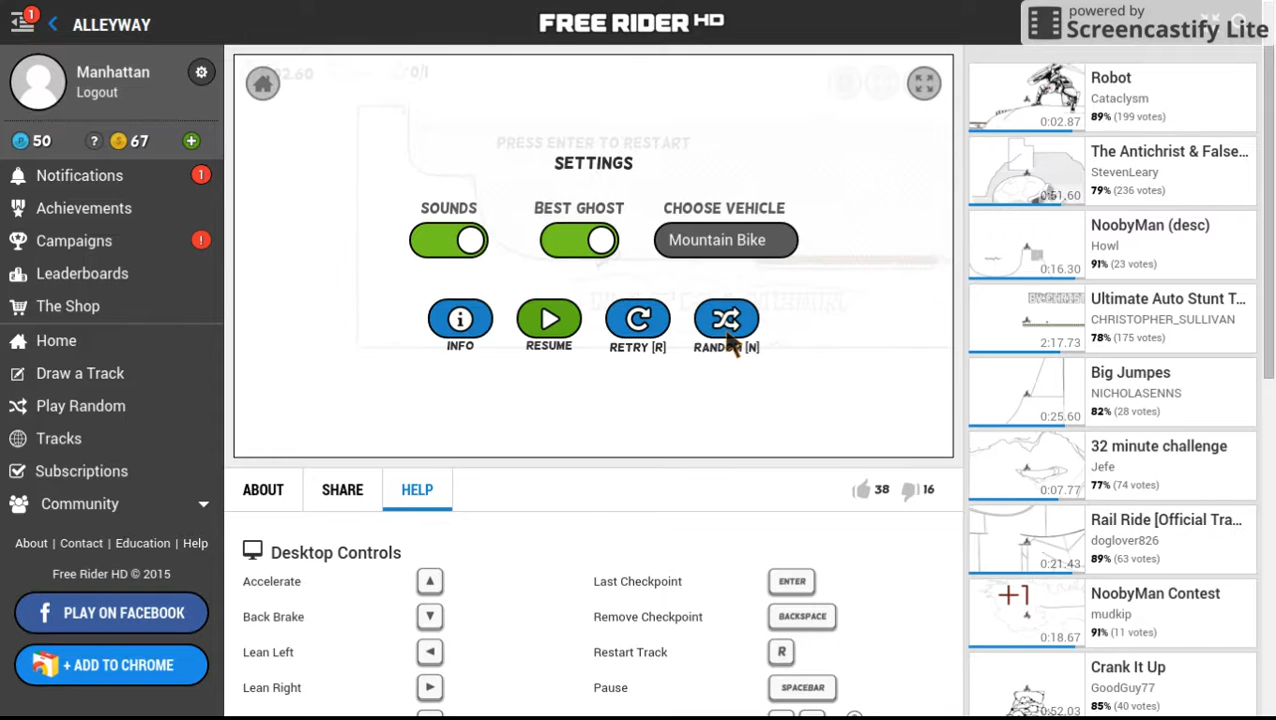 1
ALLEYWAY
FREE RIDER HD
powered by
Screencastify Lite
Manhattan
Logout
50
?
67
Notifications
1
Achievements
Campaigns
!
Leaderboards
The Shop
Home
Draw a Track
Play Random
Tracks
Subscriptions
Community
About | Contact | Education | Help
Free Rider HD © 2015
f PLAY ON FACEBOOK
+ ADD TO CHROME
2.60
0/1
PRESS ENTER TO RESTART
SETTINGS
SOUNDS
BEST GHOST
CHOOSE VEHICLE
Mountain Bike
INFO
RESUME
RETRY [R]
RANDOM [N]
ABOUT
SHARE
HELP
38
16
Desktop Controls
Accelerate
Back Brake
Lean Left
Lean Right
Last Checkpoint
ENTER
Remove Checkpoint
BACKSPACE
Restart Track
R
Pause
SPACEBAR
Robot
Cataclysm
89% (199 votes)
0:02.87
The Antichrist & False...
StevenLeary
79% (236 votes)
0:51.60
NoobyMan (desc)
Howl
91% (23 votes)
0:16.30
Ultimate Auto Stunt T...
CHRISTOPHER_SULLIVAN
78% (175 votes)
2:17.73
Big Jumpes
NICHOLASENNS
82% (28 votes)
0:25.60
32 minute challenge
Jefe
77% (74 votes)
0:07.77
Rail Ride [Official Tra...
doglover826
89% (63 votes)
0:21.43
NoobyMan Contest
mudkip
91% (11 votes)
+1
0:18.67
Crank It Up
GoodGuy77
85% (40 votes)
0:52.03